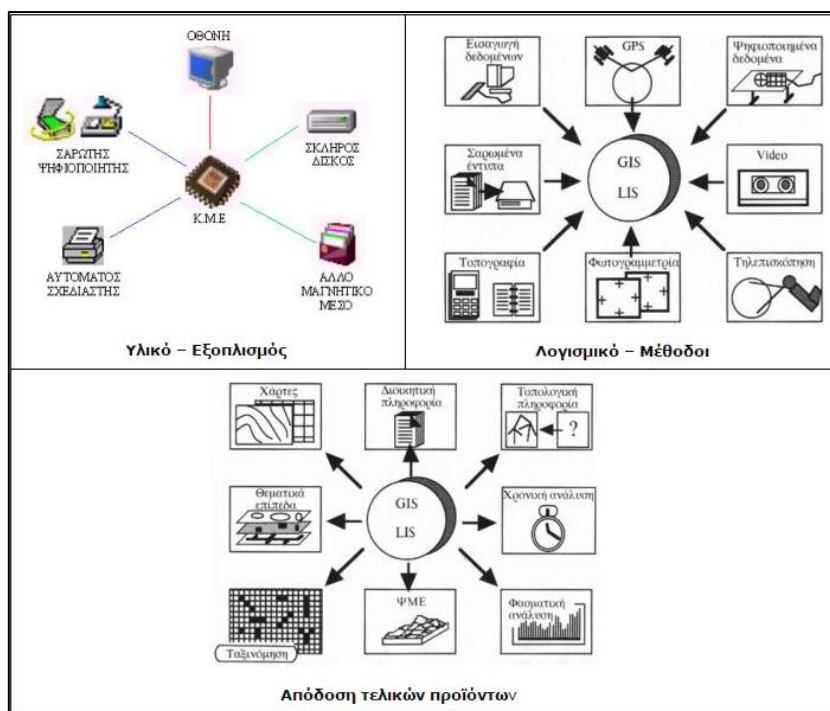 ΟΘΟΝΗ
ΣΑΡΩΤΗΣ
ΨΗΦΙΟΠΟΙΗΤΗΣ
ΣΚΛΗΡΟΣ
ΔΙΣΚΟΣ
Κ.Μ.Ε
ΑΥΤΟΜΑΤΟΣ
ΣΧΕΔΙΑΣΤΗΣ
ΑΛΛΟ
ΜΑΓΝΗΤΙΚΟ
ΜΕΣΟ
Υλικό – Εξοπλισμός
Εισαγωγή
δεδομένων
GPS
Ψηφιοποιημένα
δεδομένα
Σαρωμένα
έντυπα
GIS
LIS
Video
Τοπογραφία
Φωτογραμμετρία
Τηλεπισκόπηση
Λογισμικό – Μέθοδοι
Χάρτες
Διοικητική
πληροφορία
Τοπολογική
πληροφορία
?
Θεματικά
επίπεδα
GIS
LIS
Χρονική ανάλυση
Ταξινόμηση
ΨΜΕ
Φασματική
ανάλυση
Απόδοση τελικών προϊόντων